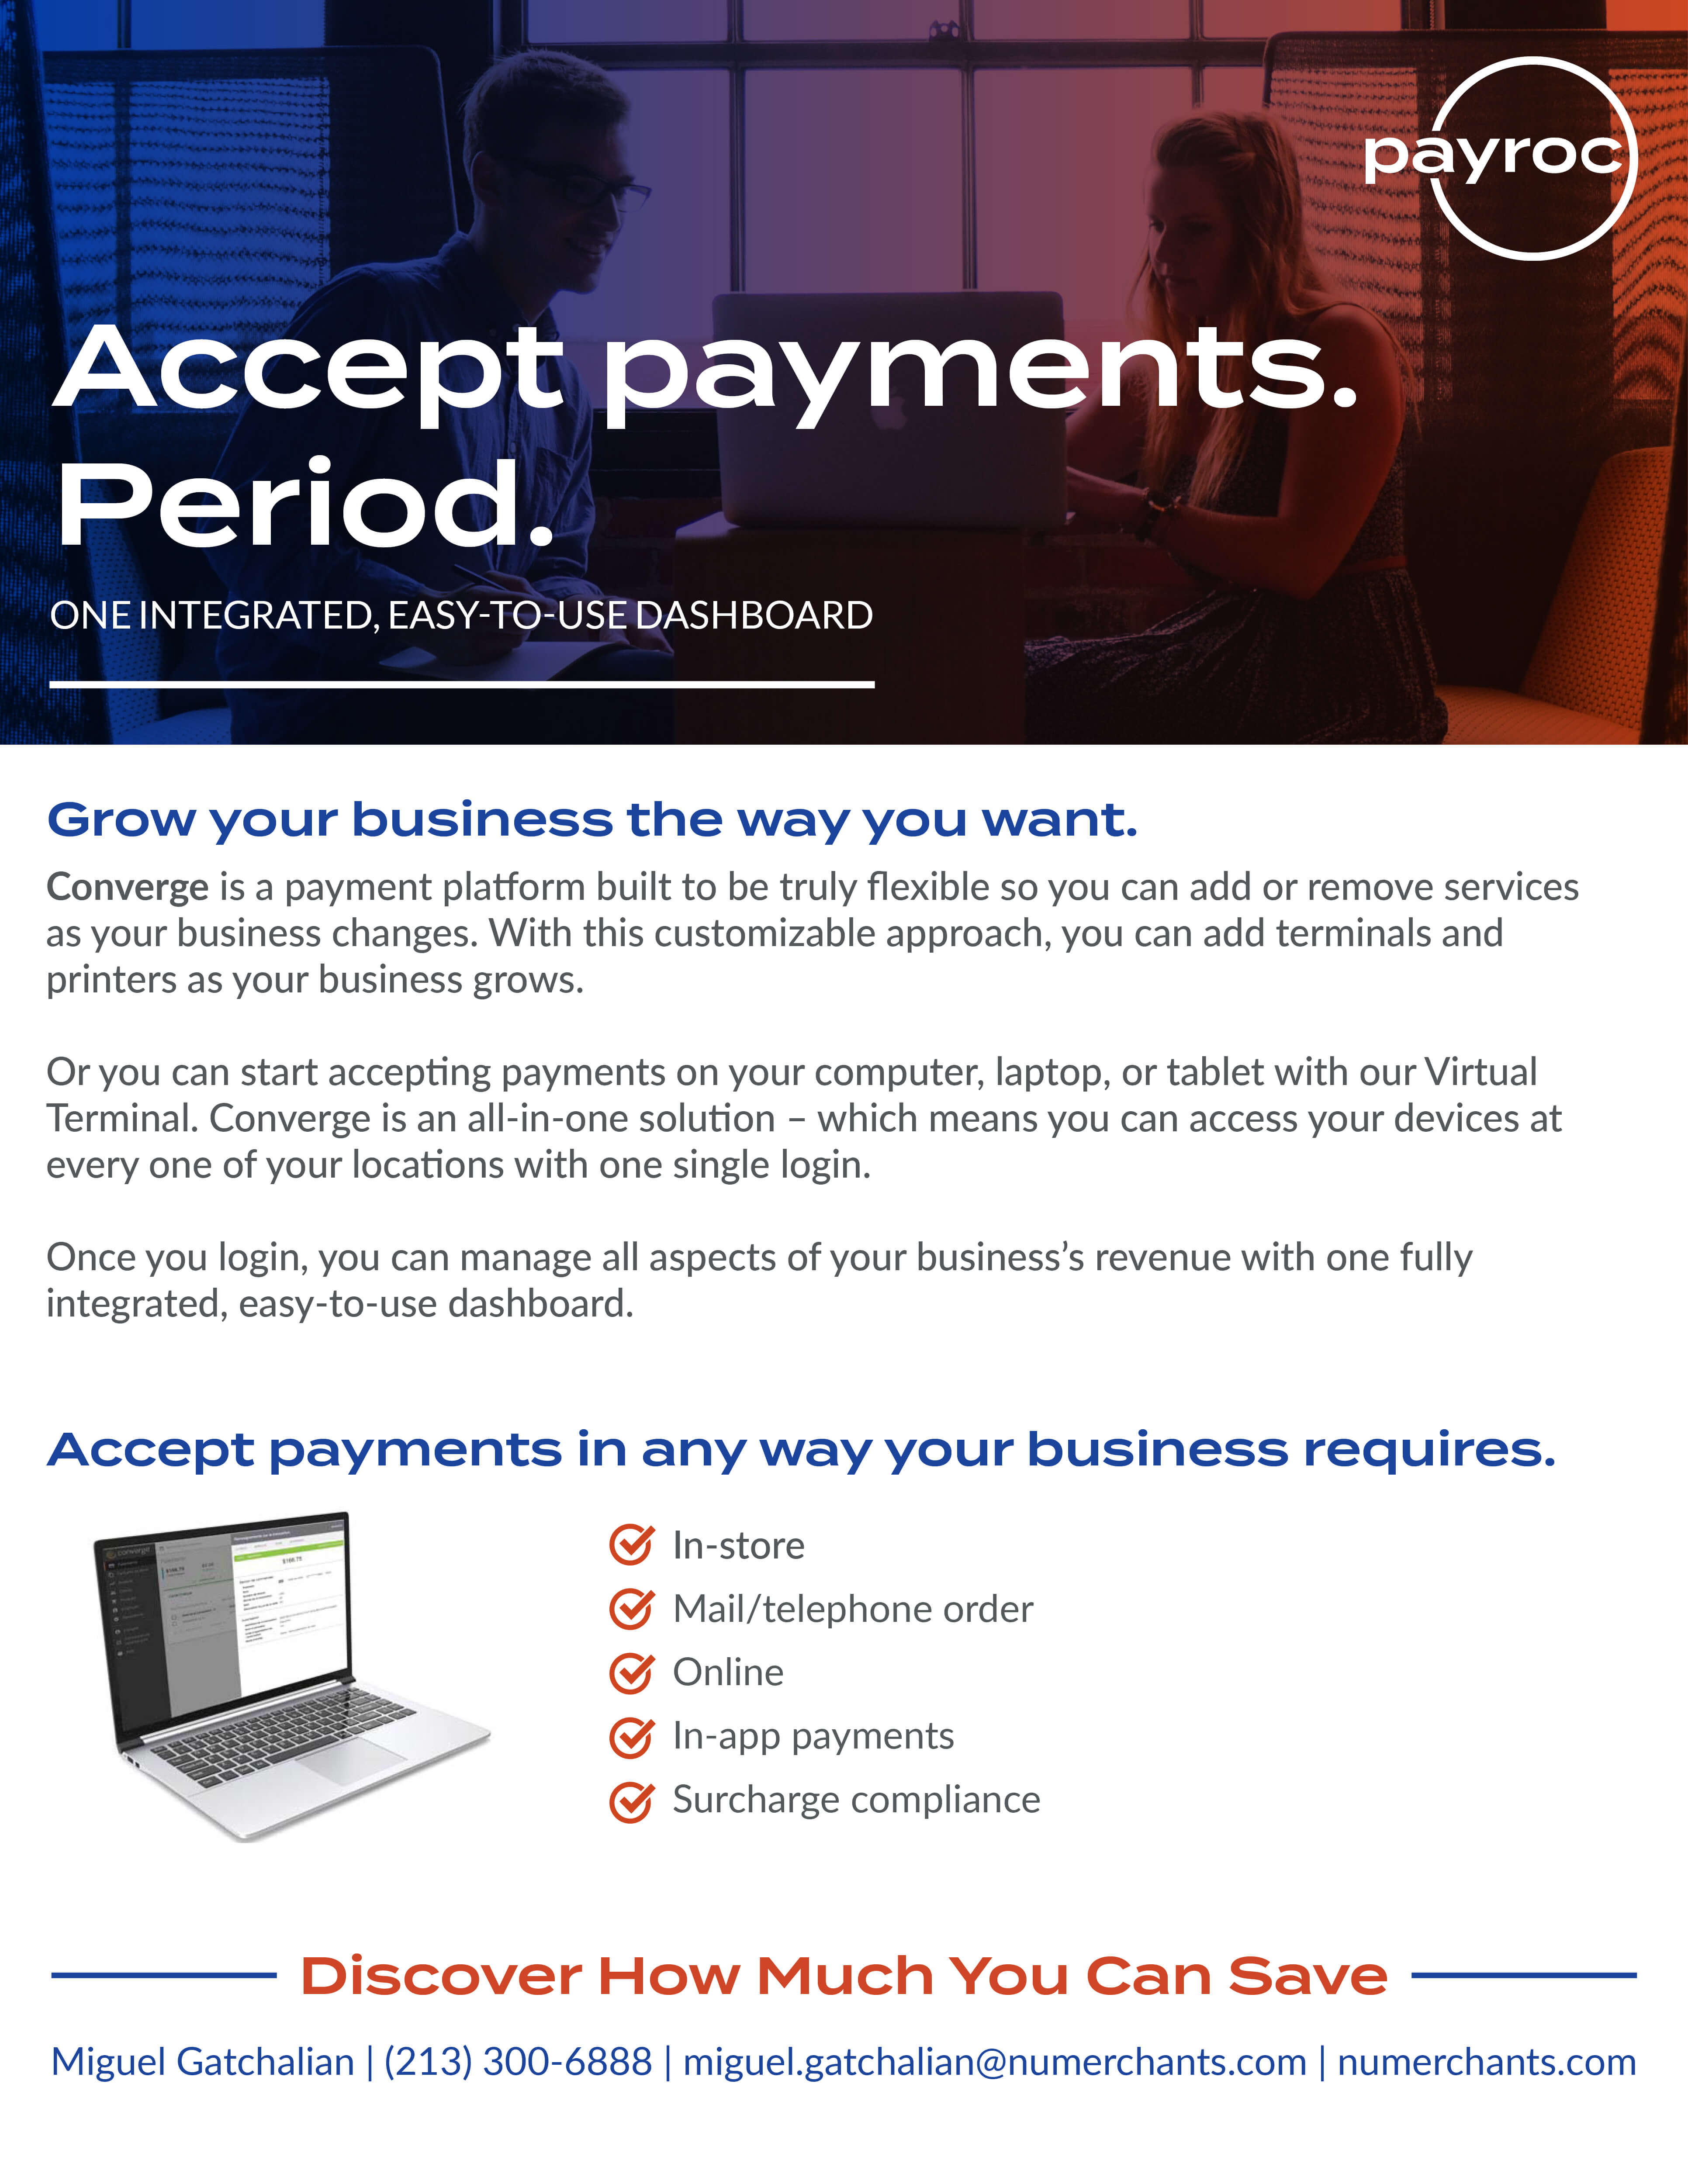 payroc
Accept payments.
Period.
ONE INTEGRATED, EASY-TO-USE DASHBOARD
Grow your business the way you want.
Converge is a payment platform built to be truly flexible so you can add or remove services
as your business changes. With this customizable approach, you can add terminals and
printers as your business grows.
Or you can start accepting payments on your computer, laptop, or tablet with our Virtual
Terminal. Converge is an all-in-one solution – which means you can access your devices at
every one of your locations with one single login.
Once you login, you can manage all aspects of your business’s revenue with one fully
integrated, easy-to-use dashboard.
Accept payments in any way your business requires.
converge
$166.75
In-store
Mail/telephone order
Online
In-app payments
Surcharge compliance
Discover How Much You Can Save
Miguel Gatchalian | (213) 300-6888 | miguel.gatchalian@numerchants.com | numerchants.com